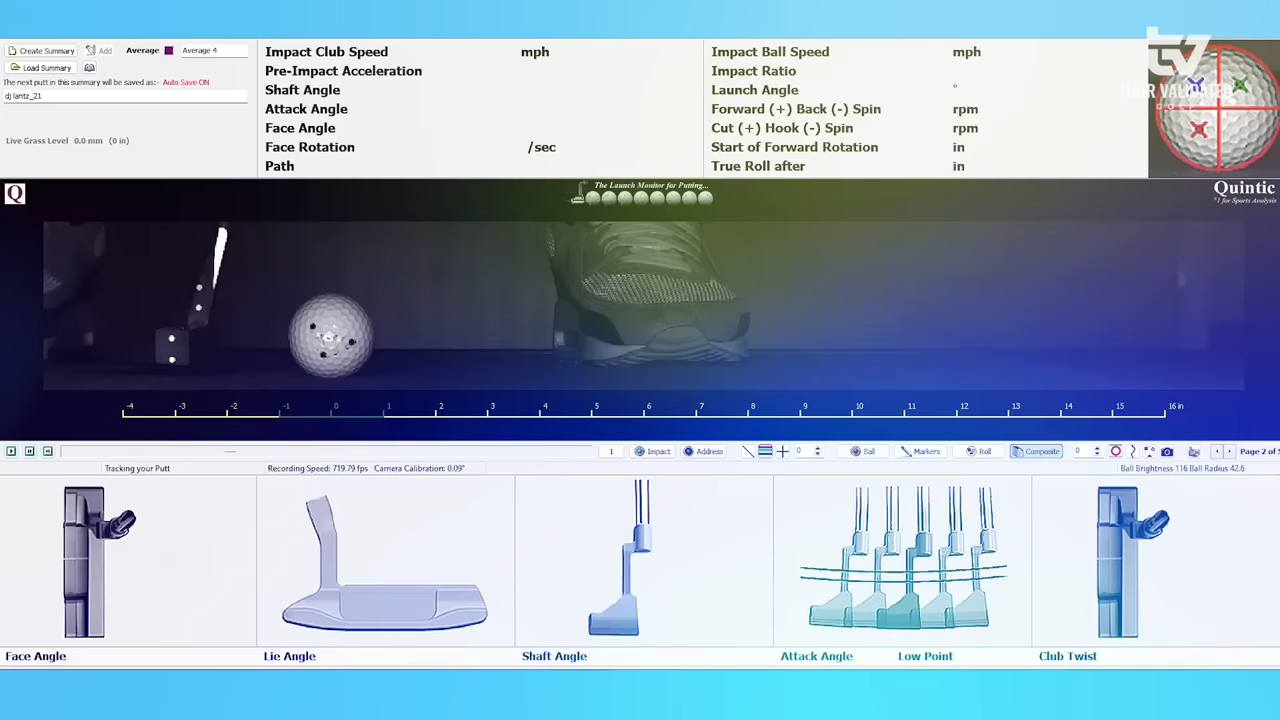 Create Summary
Add
Average
Average 4
Load Summary
The next putt in this summary will be saved as:- Auto Save ON
dj lantz_21
Live Grass Level 0.0 mm (0 in)
Impact Club Speed mph
Pre-Impact Acceleration
Shaft Angle
Attack Angle
Face Angle
Face Rotation /sec
Path
Impact Ball Speed mph
Impact Ratio
Launch Angle °
Forward (+) Back (-) Spin rpm
Cut (+) Hook (-) Spin rpm
Start of Forward Rotation in
True Roll after in
Q
The Launch Monitor for Putting...
Quintic
#1 for Sports Analysis
-4 -3 -2 -1 0 1 2 3 4 5 6 7 8 9 10 11 12 13 14 15 16 in
1 Impact Address 0 Ball Markers Roll Composite 0 Page 2 of
Tracking your Putt
Recording Speed: 719.79 fps Camera Calibration: 0.09°
Ball Brightness 116 Ball Radius 42.6
Face Angle
Lie Angle
Shaft Angle
Attack Angle Low Point
Club Twist